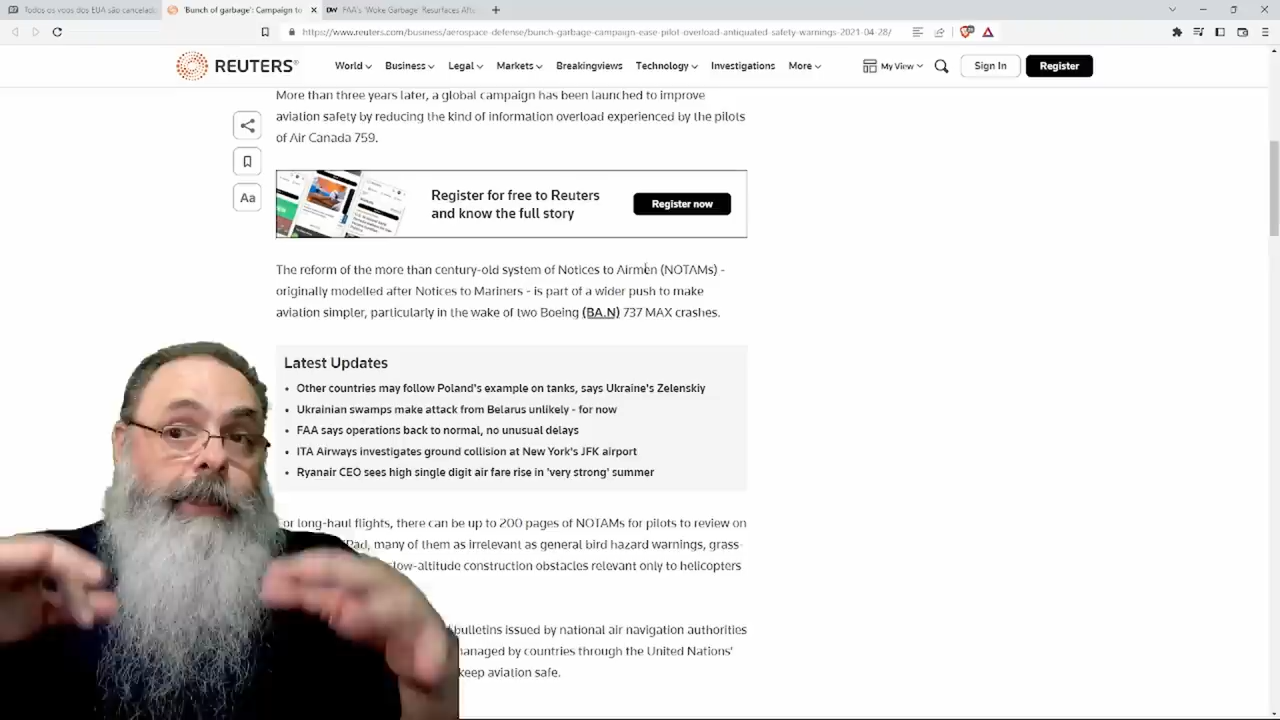 Todos os voos dos EUA são cancelad
'Bunch of garbage': Campaign to
FAA's 'Woke Garbage' Resurfaces Aft
https://www.reuters.com/business/aerospace-defense/bunch-garbage-campaign-ease-pilot-overload-antiquated-safety-warnings-2021-04-28/
REUTERS®
World Business Legal Markets Breakingviews Technology Investigations More
My View
Sign In
Register
More than three years later, a global campaign has been launched to improve
aviation safety by reducing the kind of information overload experienced by the pilots
of Air Canada 759.
Aa
Register for free to Reuters
and know the full story
Register now
The reform of the more than century-old system of Notices to Airmen (NOTAMs) -
originally modelled after Notices to Mariners - is part of a wider push to make
aviation simpler, particularly in the wake of two Boeing (BA.N) 737 MAX crashes.
Latest Updates
• Other countries may follow Poland's example on tanks, says Ukraine's Zelenskiy
• Ukrainian swamps make attack from Belarus unlikely - for now
• FAA says operations back to normal, no unusual delays
• ITA Airways investigates ground collision at New York's JFK airport
• Ryanair CEO sees high single digit air fare rise in 'very strong' summer
For long-haul flights, there can be up to 200 pages of NOTAMs for pilots to review on
Pad, many of them as irrelevant as general bird hazard warnings, grass-
low-altitude construction obstacles relevant only to helicopters
bulletins issued by national air navigation authorities
managed by countries through the United Nations'
keep aviation safe.